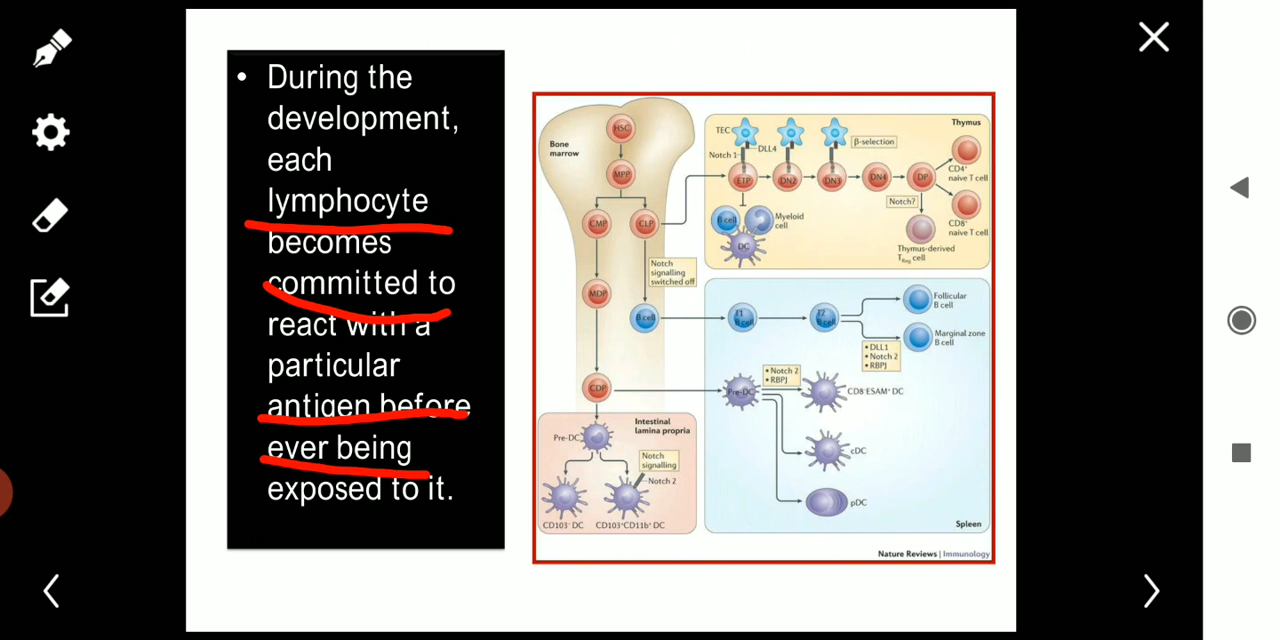 • During the
development,
each
lymphocyte
becomes
committed to
react with a
particular
antigen before
ever being
exposed to it.
Bone
marrow
HSC
MPP
CMP
CLP
MDP
Notch
signalling
switched off
B cell
CDP
Thymus
TEC
DLL4
Notch 1
β-selection
ETP
DN2
DN3
DN4
DP
CD4⁺
naive T cell
CD8⁺
naive T cell
Notch?
Thymus-derived
T Reg cell
B cell
Myeloid
cell
DC
T1
B cell
T2
B cell
Follicular
B cell
Marginal zone
B cell
• DLL1
• Notch 2
• RBPJ
Pre-DC
• Notch 2
• RBPJ
CD8⁻ESAM⁺ DC
cDC
pDC
Spleen
Intestinal
lamina propria
Pre-DC
Notch
signalling
Notch 2
CD103⁻ DC
CD103⁺CD11b⁺ DC
Nature Reviews | Immunology